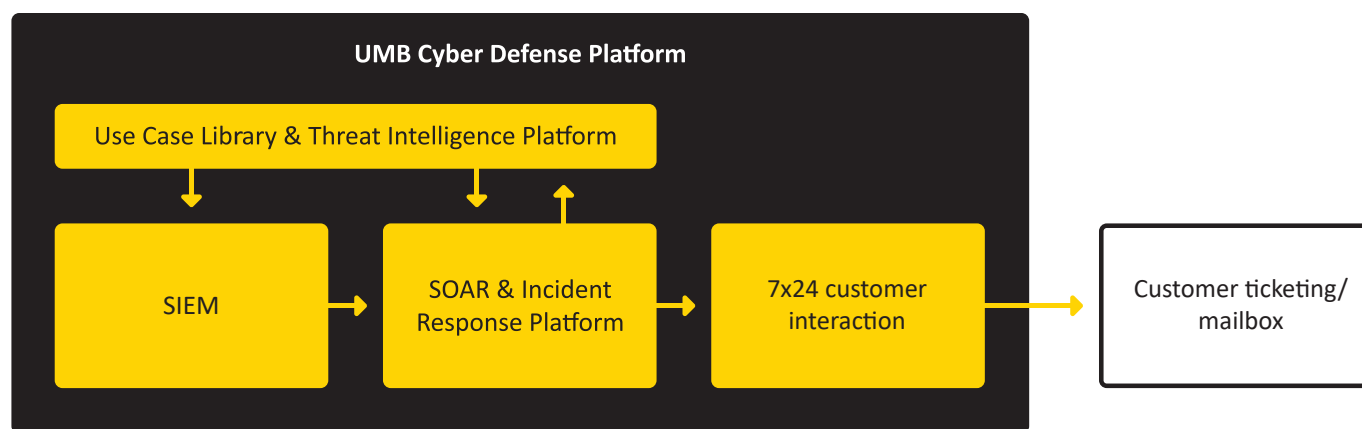 UMB Cyber Defense Platform
Use Case Library & Threat Intelligence Platform
SIEM
SOAR & Incident
Response Platform
7x24 customer
interaction
Customer ticketing/
mailbox